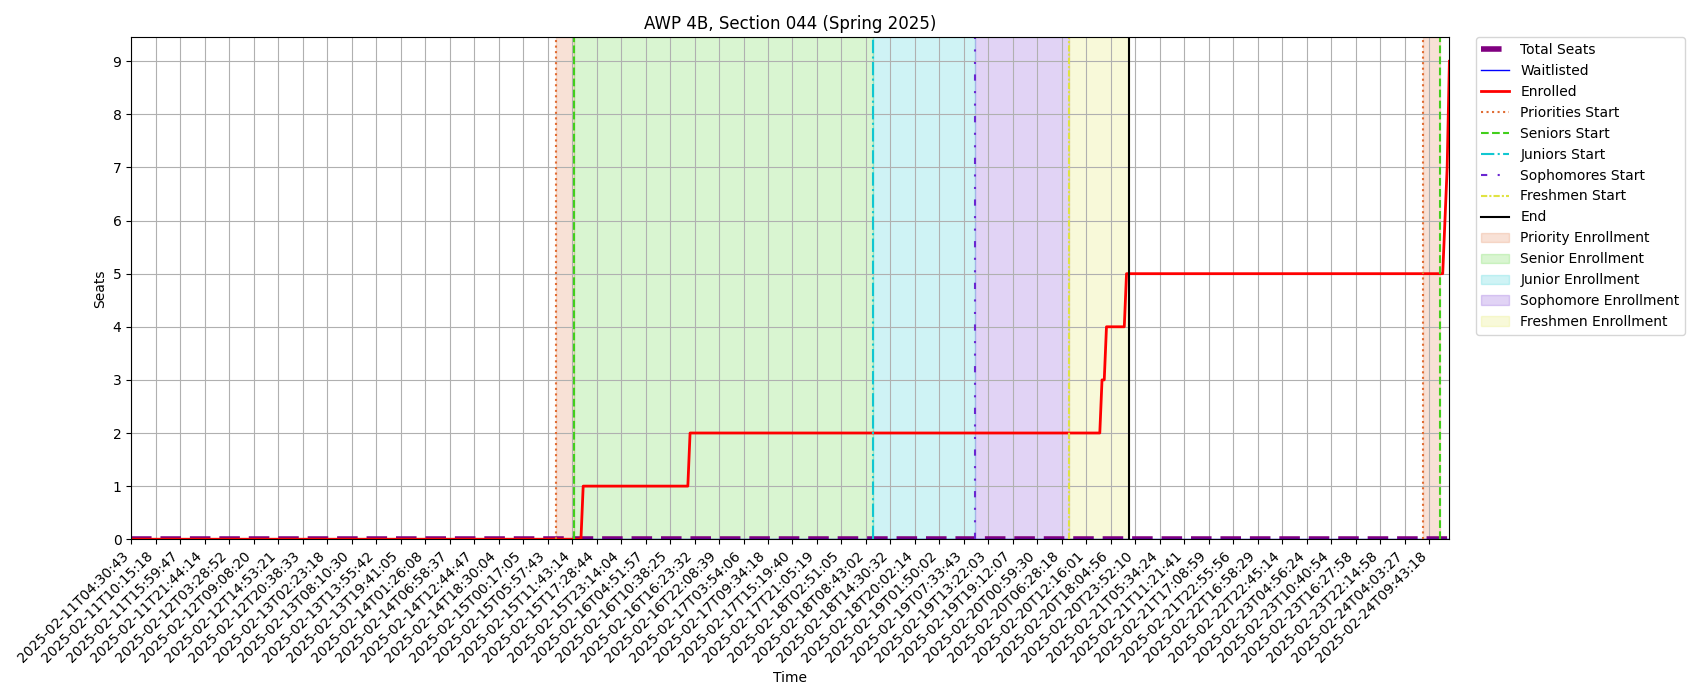 AWP 4B, Section 044 (Spring 2025)
9
8
7
6
5
4
3
2
1
0
Seats
2025-02-11T04:30:43
2025-02-11T10:15:18
2025-02-11T15:59:47
2025-02-11T21:44:14
2025-02-12T03:28:52
2025-02-12T09:08:20
2025-02-12T14:53:21
2025-02-12T20:38:33
2025-02-13T02:23:18
2025-02-13T08:10:30
2025-02-13T13:55:42
2025-02-13T19:41:05
2025-02-14T01:26:08
2025-02-14T06:58:37
2025-02-14T12:44:47
2025-02-14T18:30:04
2025-02-15T00:17:05
2025-02-15T05:57:43
2025-02-15T11:43:14
2025-02-15T17:28:44
2025-02-15T23:14:04
2025-02-16T04:51:57
2025-02-16T10:38:25
2025-02-16T16:23:32
2025-02-16T22:08:39
2025-02-17T03:54:06
2025-02-17T09:34:18
2025-02-17T15:19:40
2025-02-17T21:05:19
2025-02-18T02:51:05
2025-02-18T08:43:02
2025-02-18T14:30:32
2025-02-18T20:02:14
2025-02-19T01:50:02
2025-02-19T07:33:43
2025-02-19T13:22:03
2025-02-19T19:12:07
2025-02-20T00:59:30
2025-02-20T06:28:18
2025-02-20T12:16:01
2025-02-20T18:04:56
2025-02-20T23:52:10
2025-02-21T05:34:24
2025-02-21T11:21:41
2025-02-21T17:08:59
2025-02-21T22:55:56
2025-02-22T16:58:29
2025-02-22T22:45:14
2025-02-23T04:56:24
2025-02-23T10:40:54
2025-02-23T16:27:58
2025-02-23T22:14:58
2025-02-24T04:03:27
2025-02-24T09:43:18
Time
Total Seats
Waitlisted
Enrolled
Priorities Start
Seniors Start
Juniors Start
Sophomores Start
Freshmen Start
End
Priority Enrollment
Senior Enrollment
Junior Enrollment
Sophomore Enrollment
Freshmen Enrollment